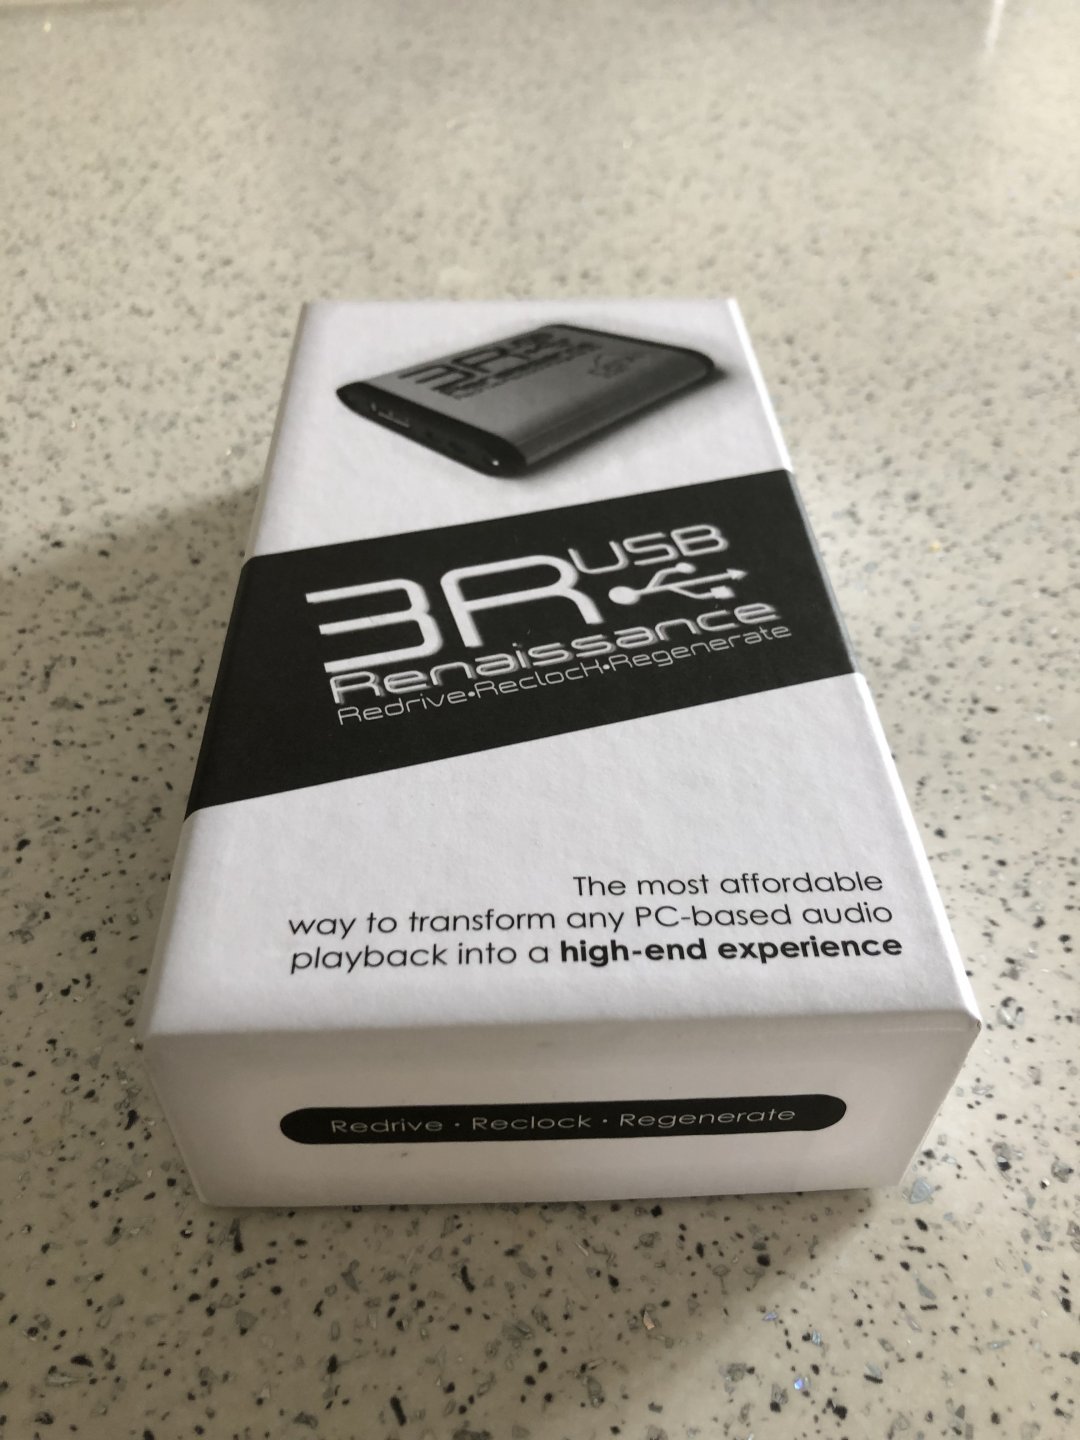 3R USB
Renaissance
Redrive•Reclock•Regenerate
The most affordable
way to transform any PC-based audio
playback into a high-end experience
Redrive · Reclock · Regenerate